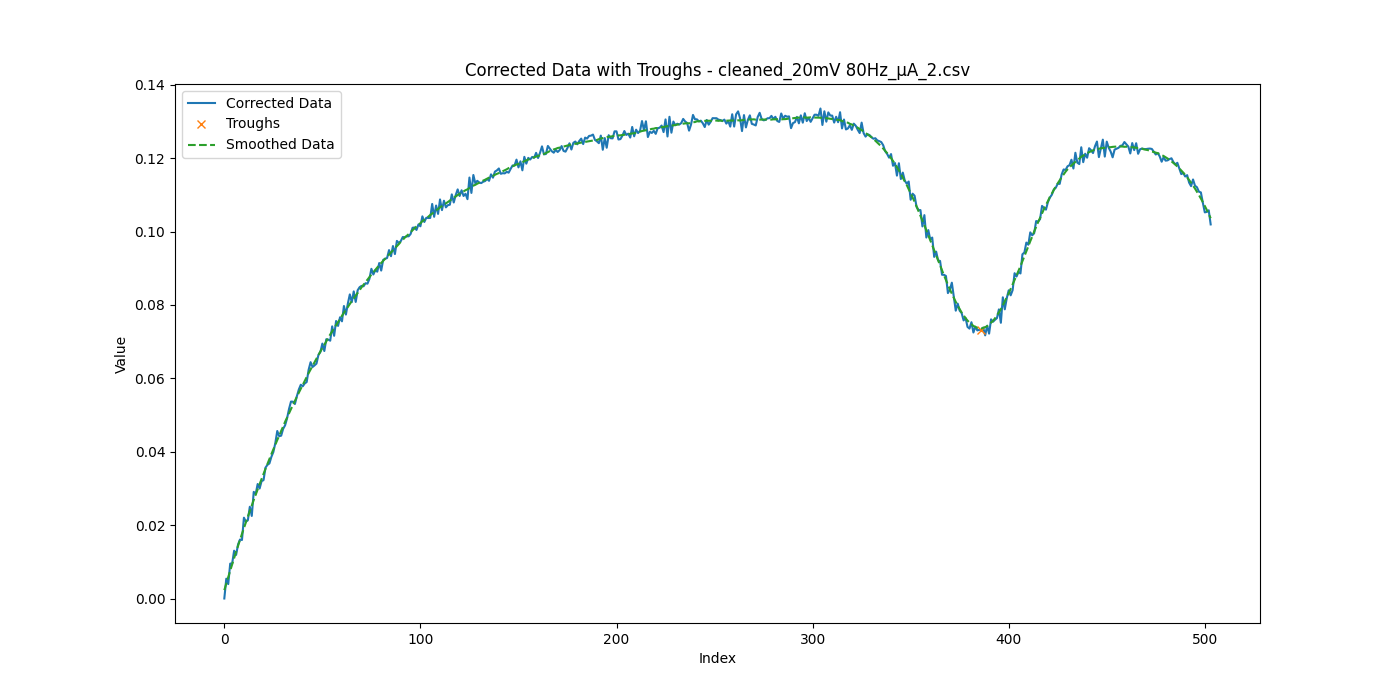 Corrected Data with Troughs - cleaned_20mV 80Hz_µA_2.csv
Corrected Data
Troughs
Smoothed Data
Value
0.14
0.12
0.10
0.08
0.06
0.04
0.02
0.00
0
100
200
300
400
500
Index